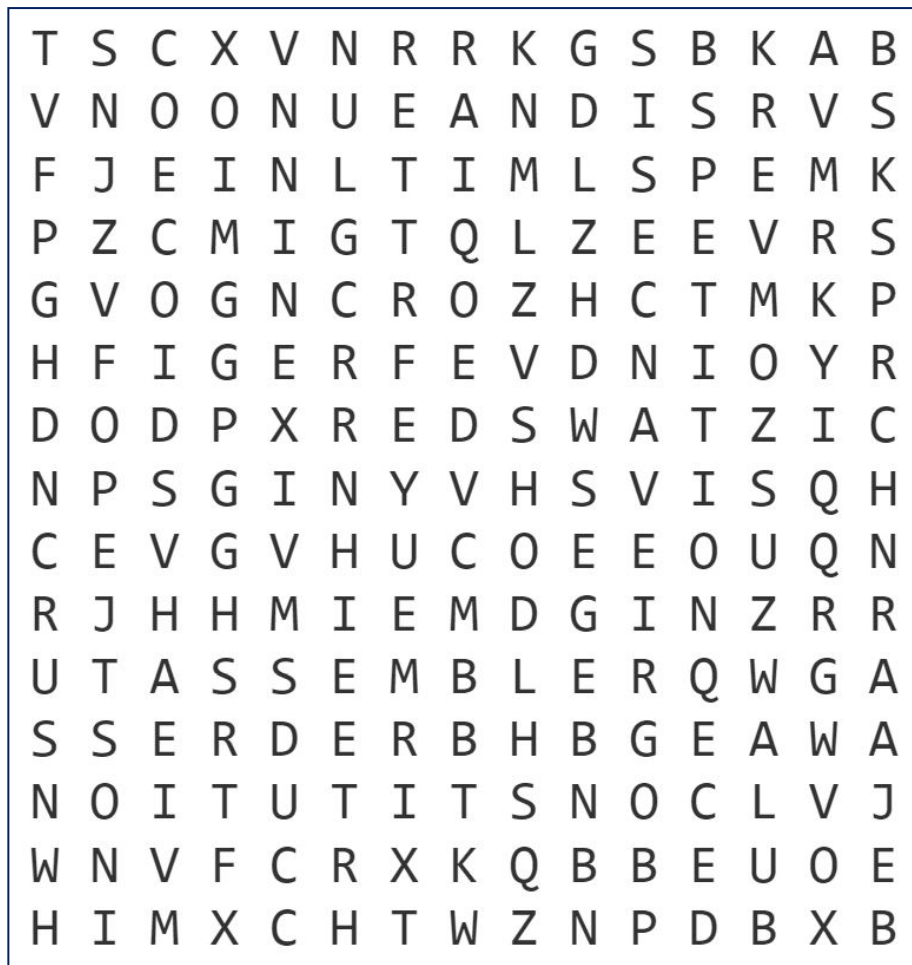 T S C X V N R R K G S B K A B
V N O O N U E A N D I S R V S
F J E I N L T I M L S P E M K
P Z C M I G T Q L Z E E V R S
G V O G N C R O Z H C T M K P
H F I G E R F E V D N I O Y R
D O D P X R E D S W A T Z I C
N P S G I N Y V H S V I S Q H
C E V G V H U C O E E O U Q N
R J H H M I E M D G I N Z R R
U T A S S E M B L E R Q W G A
S S E R D E R B H B G E A W A
N O I T U T I T S N O C L V J
W N V F C R X K Q B B E U O E
H I M X C H T W Z N P D B X B